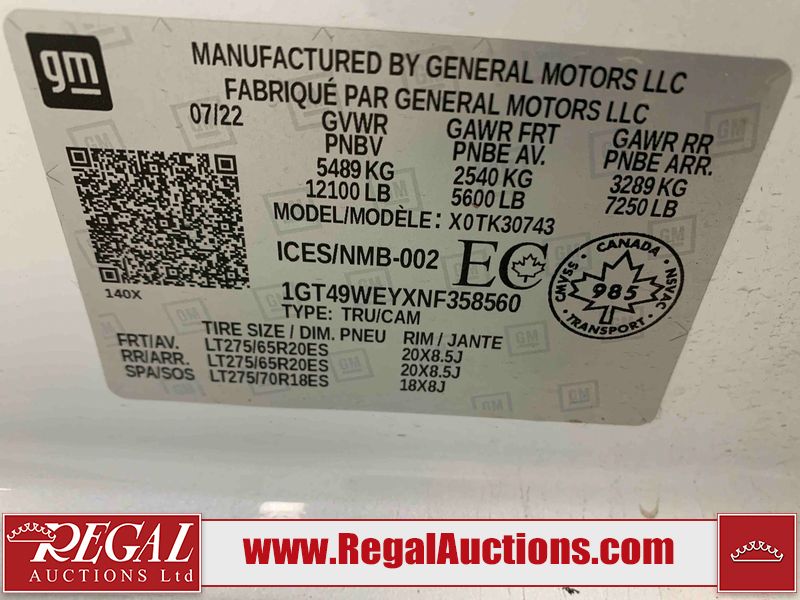 gm
MANUFACTURED BY GENERAL MOTORS LLC
FABRIQUÉ PAR GENERAL MOTORS LLC
07/22
GVWR GAWR FRT GAWR RR
PNBV PNBE AV. PNBE ARR.
5489 KG 2540 KG 3289 KG
12100 LB 5600 LB 7250 LB
MODEL/MODÈLE: X0TK30743
ICES/NMB-002 EC
CANADA
CMVSS 985 NSVAC
TRANSPORT
140X
1GT49WEYXNF358560
TYPE: TRU/CAM
TIRE SIZE / DIM. PNEU RIM / JANTE
FRT/AV. LT275/65R20ES 20X8.5J
RR/ARR. LT275/65R20ES 20X8.5J
SPA/SOS LT275/70R18ES 18X8J
REGAL
AUCTIONS Ltd
www.RegalAuctions.com